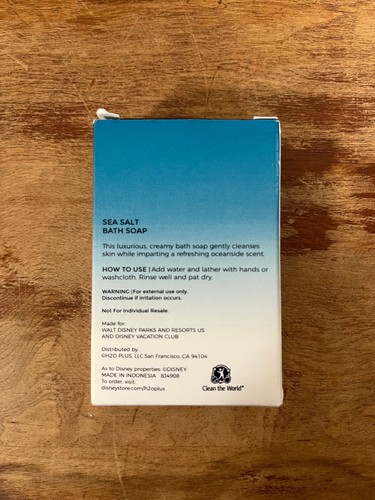 SEA SALT
BATH SOAP
This luxurious, creamy bath soap gently cleanses
skin while imparting a refreshing oceanside scent.
HOW TO USE | Add water and lather with hands or
washcloth. Rinse well and pat dry.
WARNING | For external use only.
Discontinue if irritation occurs.
Not For Individual Resale.
Made for:
WALT DISNEY PARKS AND RESORTS US
AND DISNEY VACATION CLUB
Distributed by
©H2O PLUS, LLC San Francisco, CA 94104
As to Disney properties: ©DISNEY
MADE IN INDONESIA 834908
To order, visit:
disneystore.com/h2oplus
Clean the World™